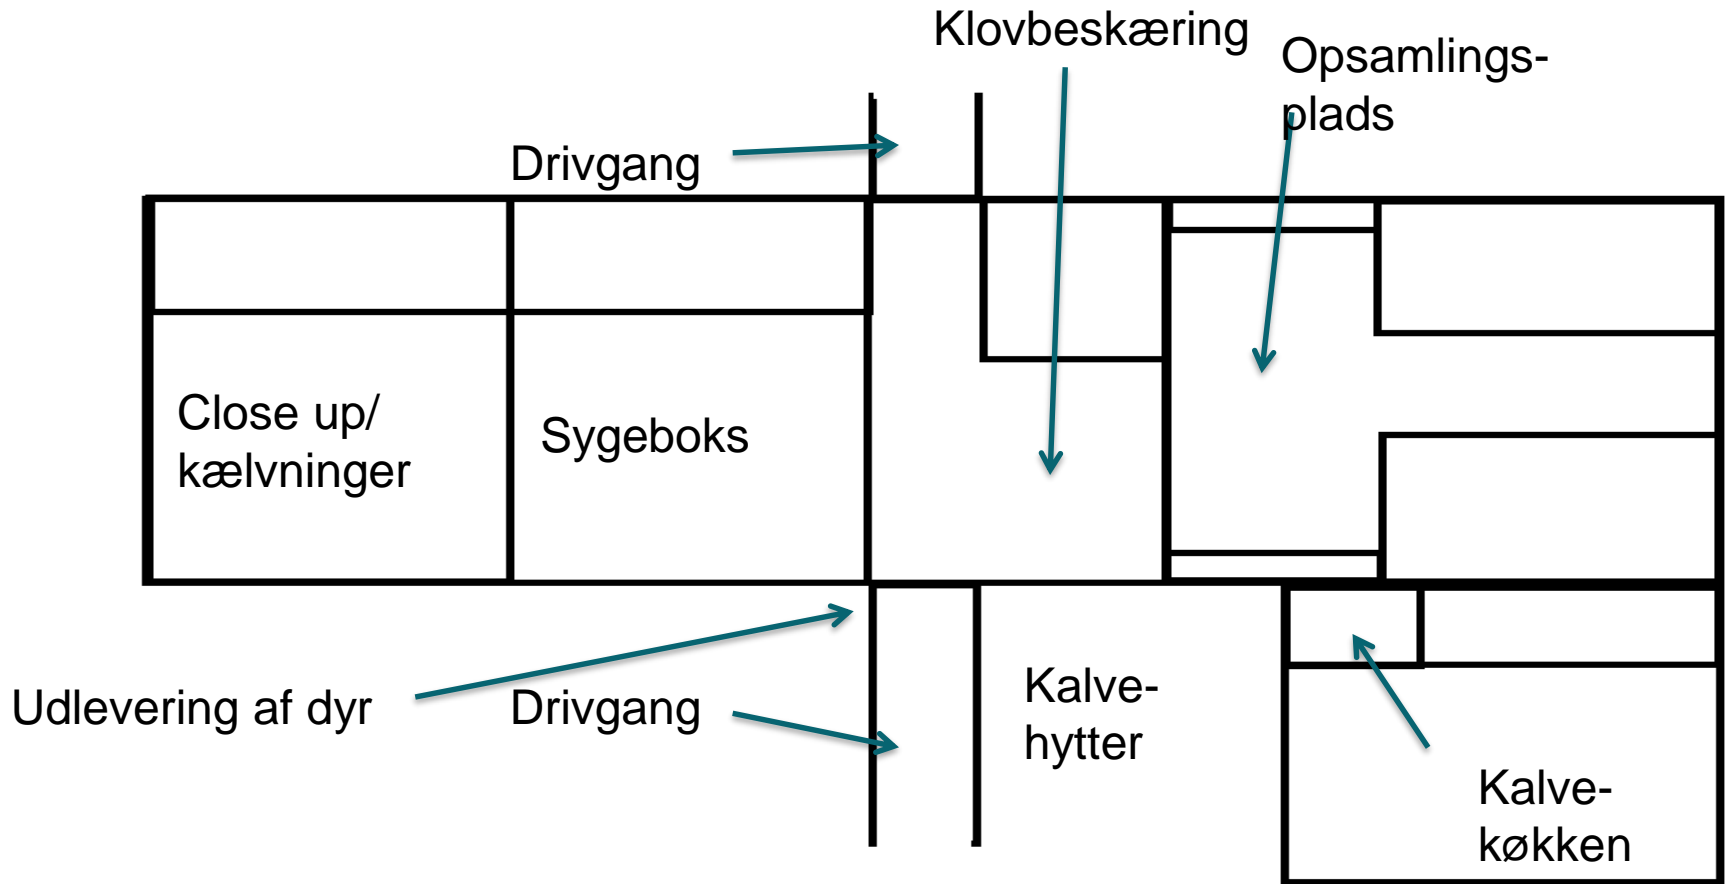 Klovbeskæring
Opsamlings-
plads
Drivgang
Close up/
kælvninger
Sygeboks
Udlevering af dyr
Drivgang
Kalve-
hytter
Kalve-
køkken